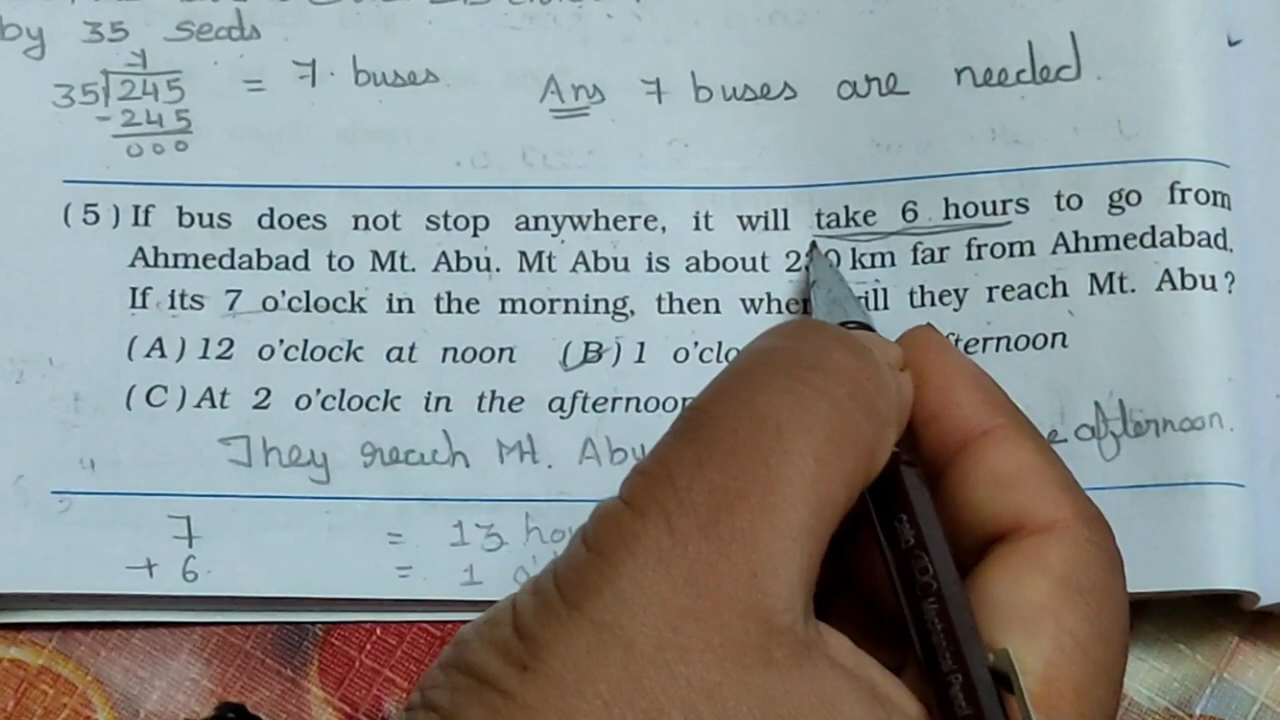 by 35 seads
7
35)245 = 7. buses. Ans 7 buses are needed.
-245
000
(5) If bus does not stop anywhere, it will take 6 hours to go from
Ahmedabad to Mt. Abu. Mt Abu is about km far from Ahmedabad.
If its 7 o'clock in the morning, then they reach Mt. Abu?
(A) 12 o'clock at noon (B) 1
(C) At 2 o'clock in the
They reach Mt. Abu afternoon.
7 = 13
+ 6. = 1
cello